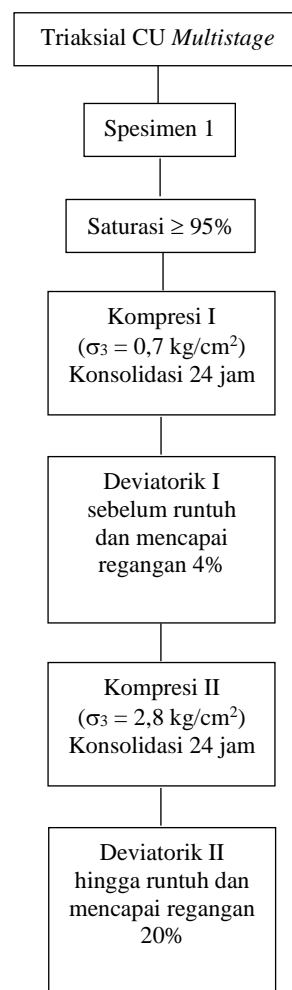 Triaksial CU Multistage
Spesimen 1
Saturasi ≥ 95%
Kompresi I
(σ3 = 0,7 kg/cm²)
Konsolidasi 24 jam
Deviatorik I
sebelum runtuh
dan mencapai
regangan 4%
Kompresi II
(σ3 = 2,8 kg/cm²)
Konsolidasi 24 jam
Deviatorik II
hingga runtuh dan
mencapai regangan
20%